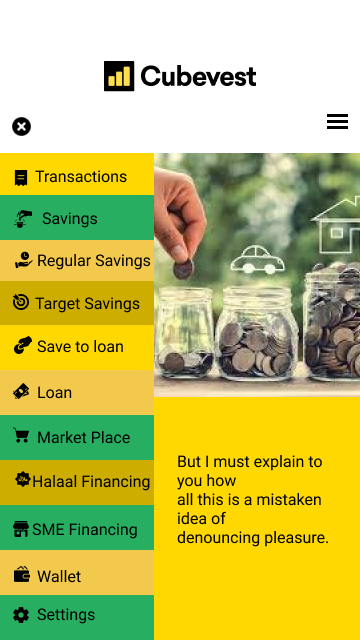 Cubevest
Transactions
Savings
Regular Savings
Target Savings
Save to loan
Loan
Market Place
Halaal Financing
SME Financing
Wallet
Settings
But I must explain to
you how
all this is a mistaken
idea of
denouncing pleasure.